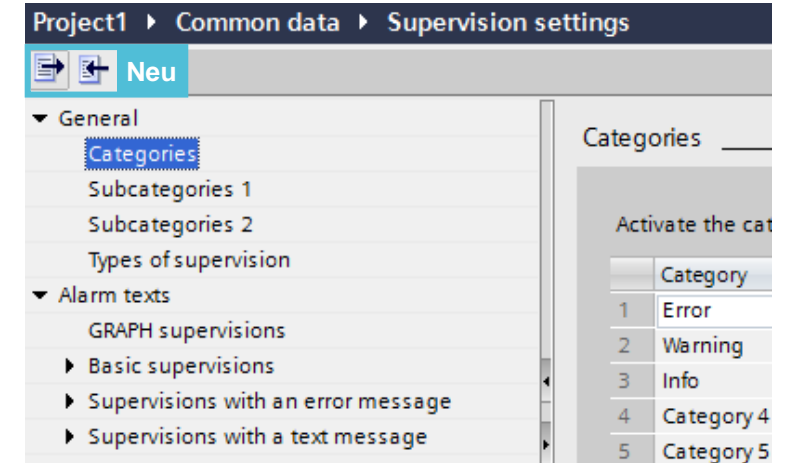 Project1 ▸ Common data ▸ Supervision settings
Neu
General
Categories
Subcategories 1
Subcategories 2
Types of supervision
Alarm texts
GRAPH supervisions
Basic supervisions
Supervisions with an error message
Supervisions with a text message
Categories
Activate the cat
Category
1 Error
2 Warning
3 Info
4 Category 4
5 Category 5